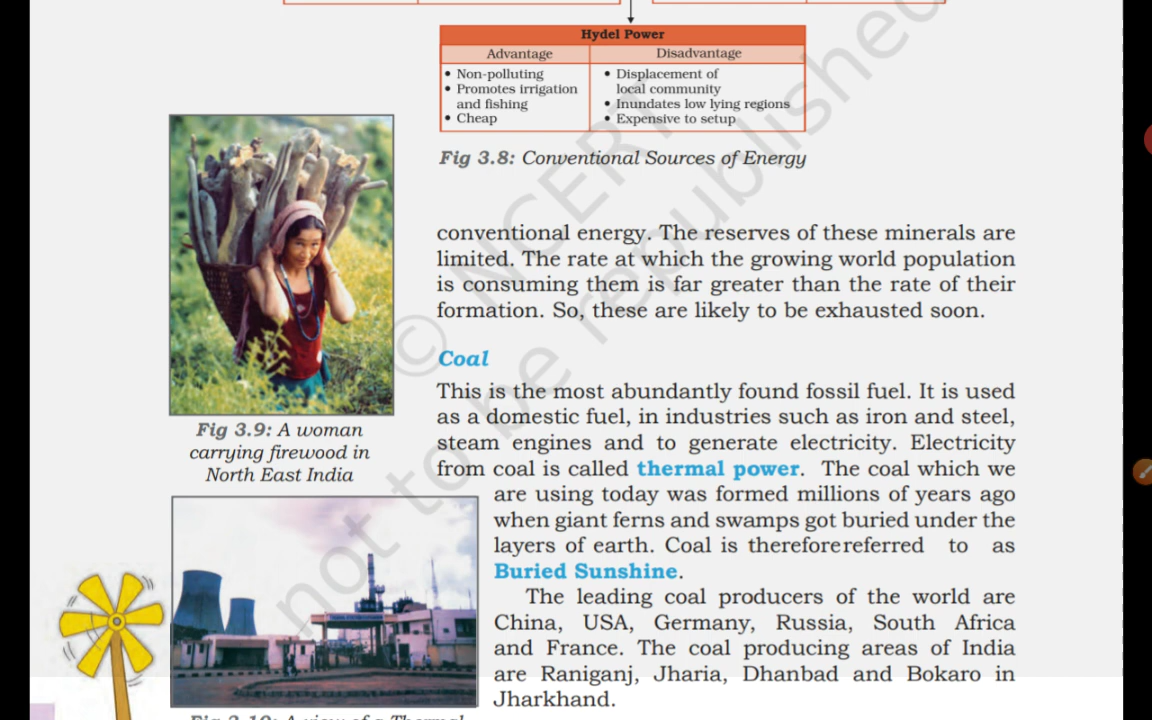 Hydel Power
Advantage
Disadvantage
• Non-polluting
• Promotes irrigation
and fishing
• Cheap
• Displacement of
local community
• Inundates low lying regions
• Expensive to setup
Fig 3.8: Conventional Sources of Energy
conventional energy. The reserves of these minerals are
limited. The rate at which the growing world population
is consuming them is far greater than the rate of their
formation. So, these are likely to be exhausted soon.
Fig 3.9: A woman
carrying firewood in
North East India
Coal
This is the most abundantly found fossil fuel. It is used
as a domestic fuel, in industries such as iron and steel,
steam engines and to generate electricity. Electricity
from coal is called thermal power. The coal which we
are using today was formed millions of years ago
when giant ferns and swamps got buried under the
layers of earth. Coal is thereforereferred to as
Buried Sunshine.
The leading coal producers of the world are
China, USA, Germany, Russia, South Africa
and France. The coal producing areas of India
are Raniganj, Jharia, Dhanbad and Bokaro in
Jharkhand.
Fig 3.10: A view of a Thermal
© NCERT
not to be republished